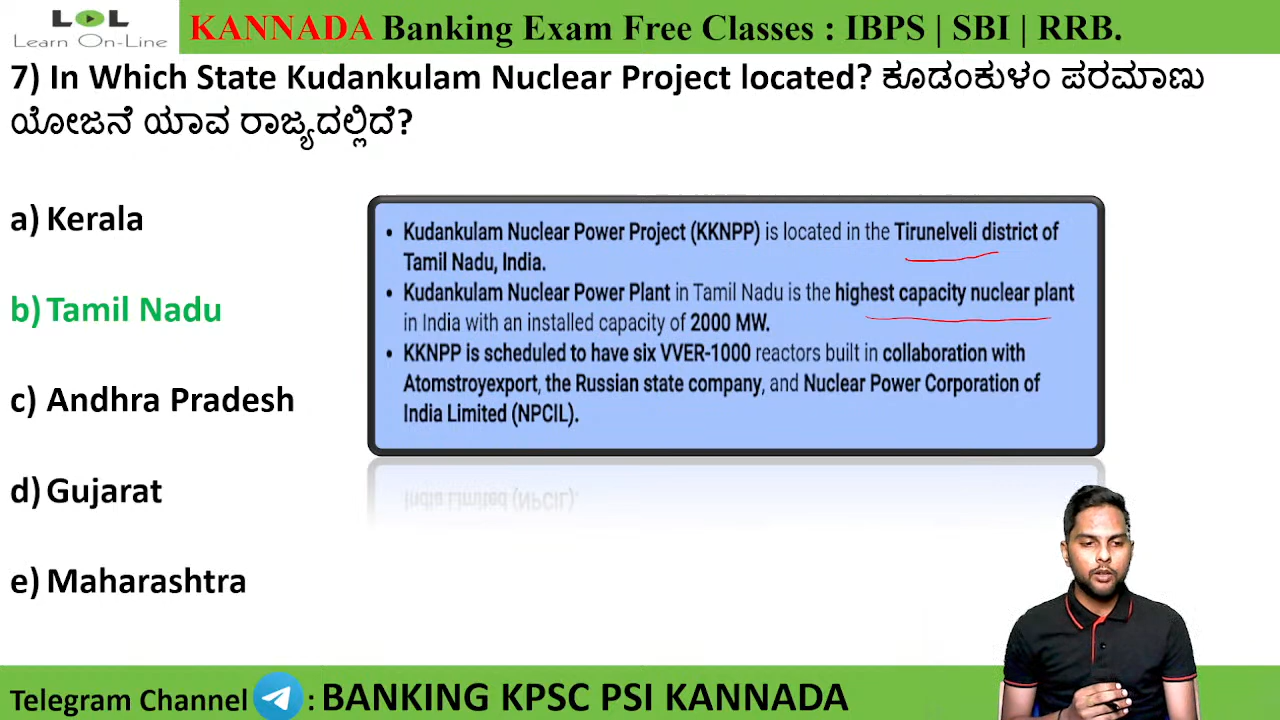 LOL
Learn On-Line
KANNADA Banking Exam Free Classes : IBPS | SBI | RRB.
7) In Which State Kudankulam Nuclear Project located? ಕೂಡಂಕುಳಂ ಪರಮಾಣು
ಯೋಜನೆ ಯಾವ ರಾಜ್ಯದಲ್ಲಿದೆ?
a) Kerala
b) Tamil Nadu
c) Andhra Pradesh
d) Gujarat
e) Maharashtra
• Kudankulam Nuclear Power Project (KKNPP) is located in the Tirunelveli district of
Tamil Nadu, India.
• Kudankulam Nuclear Power Plant in Tamil Nadu is the highest capacity nuclear plant
in India with an installed capacity of 2000 MW.
• KKNPP is scheduled to have six VVER-1000 reactors built in collaboration with
Atomstroyexport, the Russian state company, and Nuclear Power Corporation of
India Limited (NPCIL).
Telegram Channel : BANKING KPSC PSI KANNADA